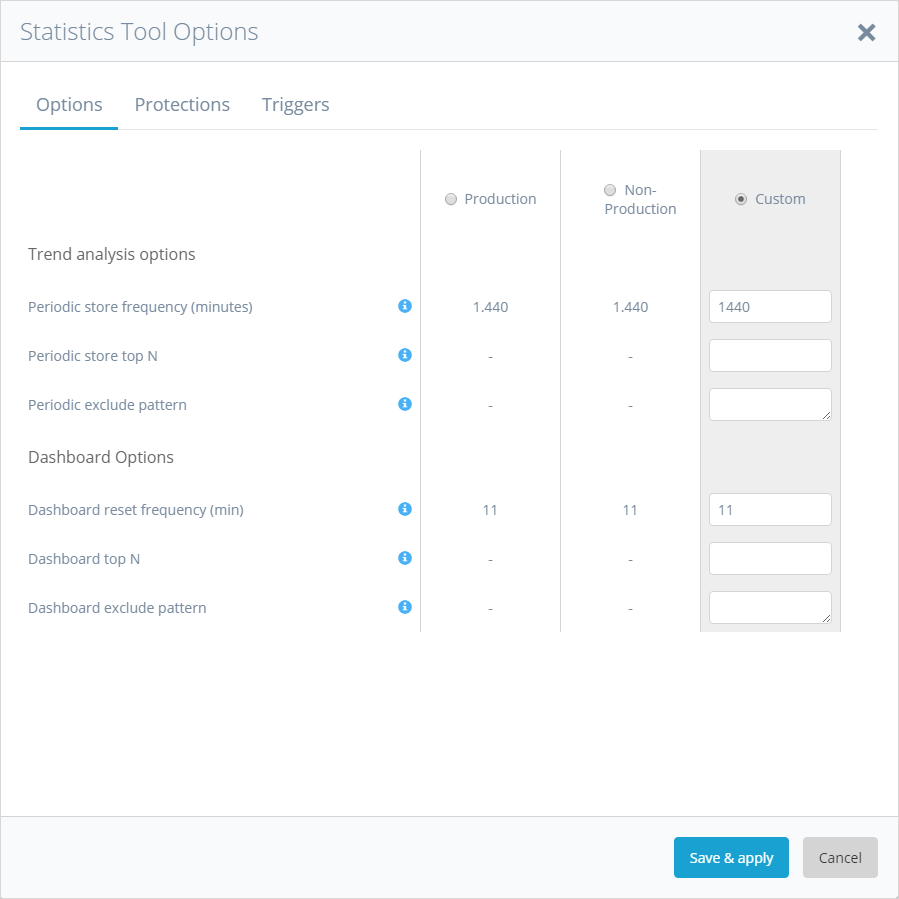 Statistics Tool Options
Options Protections Triggers
Production Non-
Production Custom
Trend analysis options
Periodic store frequency (minutes) 1.440 1.440 1440
Periodic store top N - -
Periodic exclude pattern - -
Dashboard Options
Dashboard reset frequency (min) 11 11 11
Dashboard top N - -
Dashboard exclude pattern - -
Save & apply Cancel